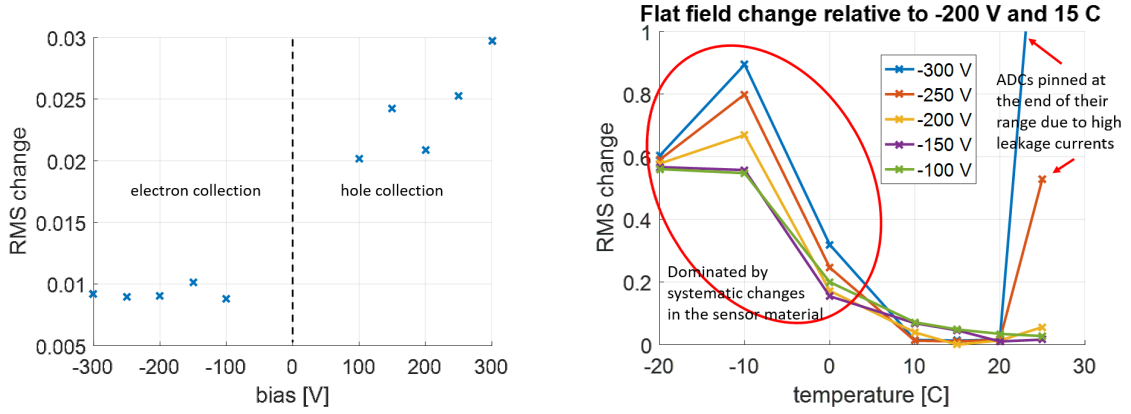 0.03
0.025
0.02
0.015
0.01
0.005
RMS change
electron collection
hole collection
-300
-200
-100
0
100
200
300
bias [V]
Flat field change relative to -200 V and 15 C
1
0.8
0.6
0.4
0.2
0
RMS change
-300 V
-250 V
-200 V
-150 V
-100 V
ADCs pinned at
the end of their
range due to high
leakage currents
Dominated by
systematic changes
in the sensor material
-20
-10
0
10
20
30
temperature [C]